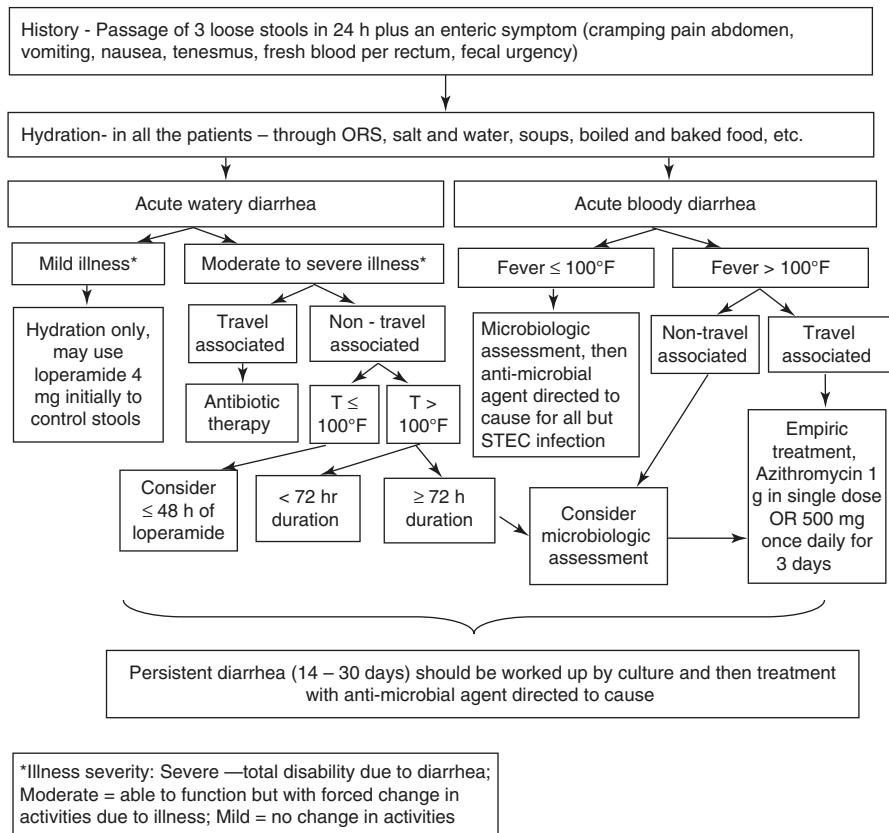 History - Passage of 3 loose stools in 24 h plus an enteric symptom (cramping pain abdomen,
vomiting, nausea, tenesmus, fresh blood per rectum, fecal urgency)
Hydration- in all the patients – through ORS, salt and water, soups, boiled and baked food, etc.
Acute watery diarrhea
Acute bloody diarrhea
Mild illness*
Moderate to severe illness*
Fever ≤ 100°F
Fever > 100°F
Hydration only,
may use
loperamide 4
mg initially to
control stools
Travel
associated
Non - travel
associated
Microbiologic
assessment, then
anti-microbial
agent directed to
cause for all but
STEC infection
Non-travel
associated
Travel
associated
Antibiotic
therapy
T ≤
100°F
T >
100°F
Empiric
treatment,
Azithromycin 1
g in single dose
OR 500 mg
once daily for
3 days
Consider
≤ 48 h of
loperamide
< 72 hr
duration
≥ 72 h
duration
Consider
microbiologic
assessment
Persistent diarrhea (14 – 30 days) should be worked up by culture and then treatment
with anti-microbial agent directed to cause
*Illness severity: Severe —total disability due to diarrhea;
Moderate = able to function but with forced change in
activities due to illness; Mild = no change in activities